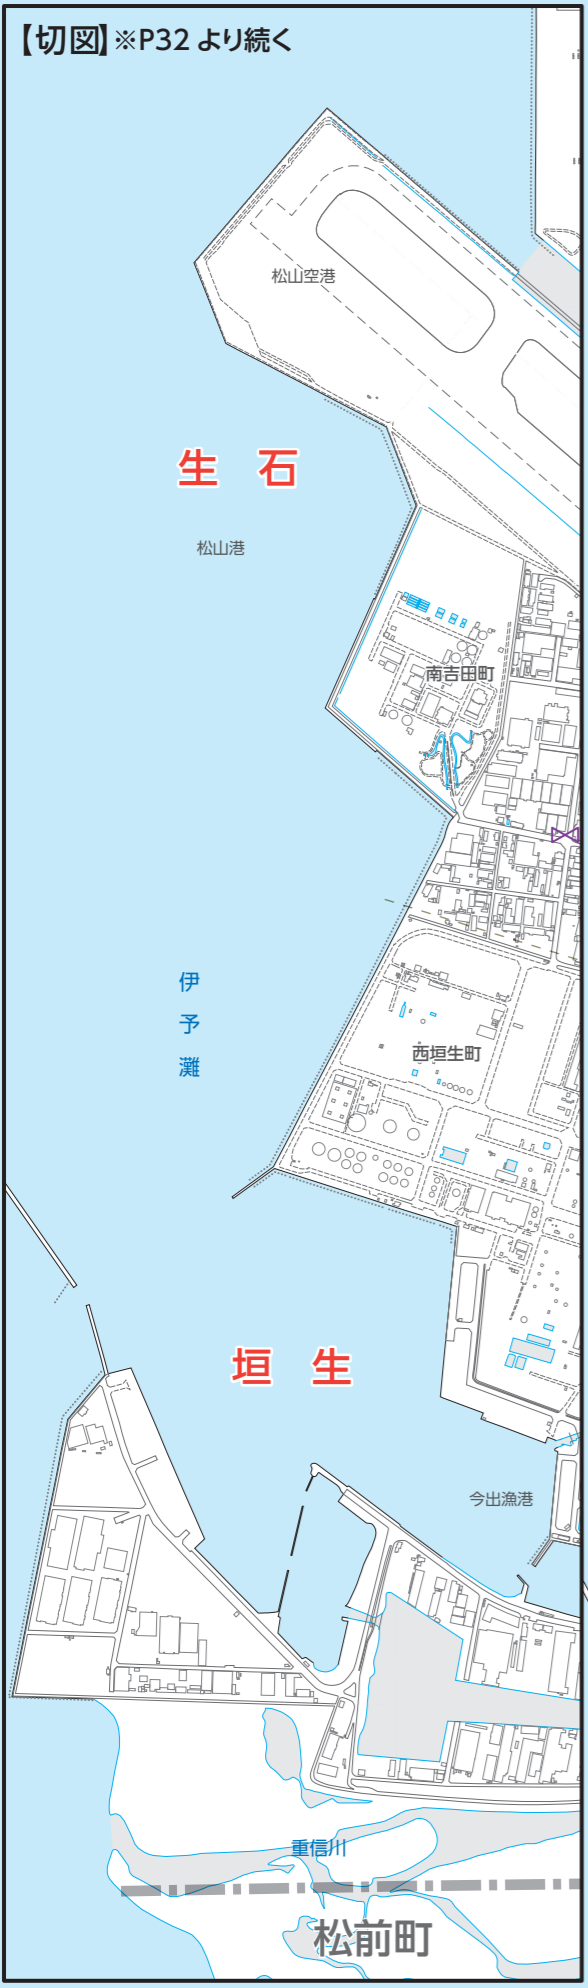 【切図】※P32 より続く
松山空港
生 石
松山港
南吉田町
伊予灘
西垣生町
垣 生
今出漁港
重信川
松前町